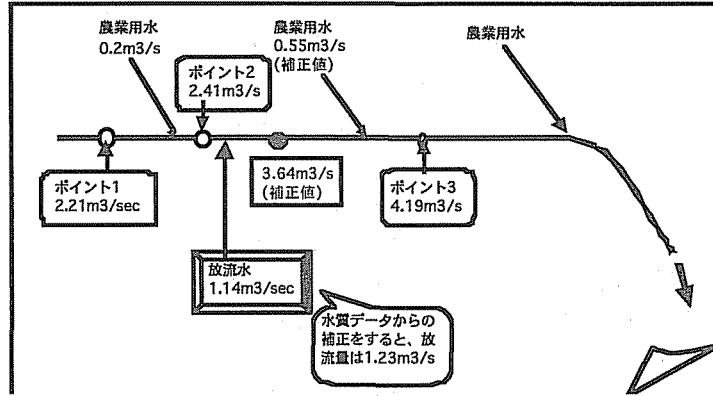 農業用水
0.2m3/s
ポイント2
2.41m3/s
農業用水
0.55m3/s
(補正値)
農業用水
ポイント1
2.21m3/sec
3.64m3/s
(補正値)
ポイント3
4.19m3/s
放流水
1.14m3/sec
水質データからの
補正をすると、放
流量は1.23m3/s